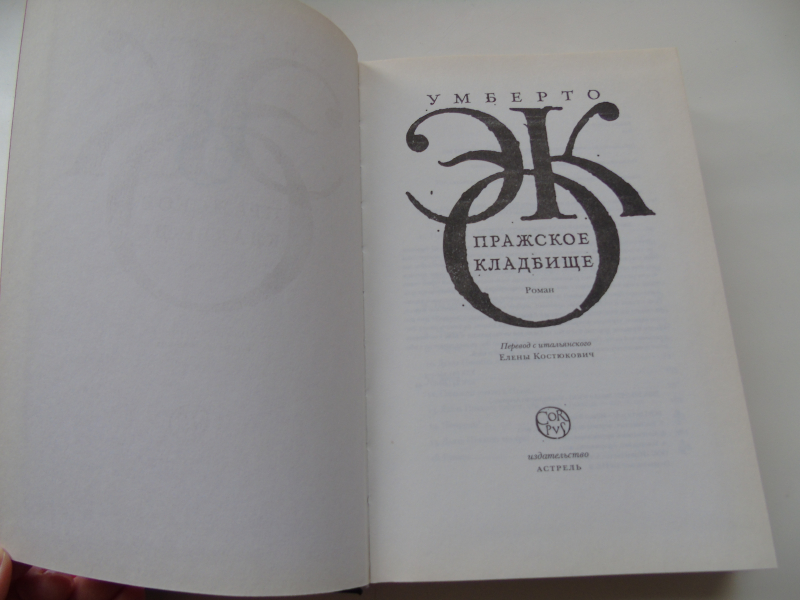 УМБЕРТО
ЭКО
ПРАЖСКОЕ
КЛАДБИЩЕ
Роман
Перевод с итальянского
Елены Костюкович
CORPVS
издательство
АСТРЕЛЬ